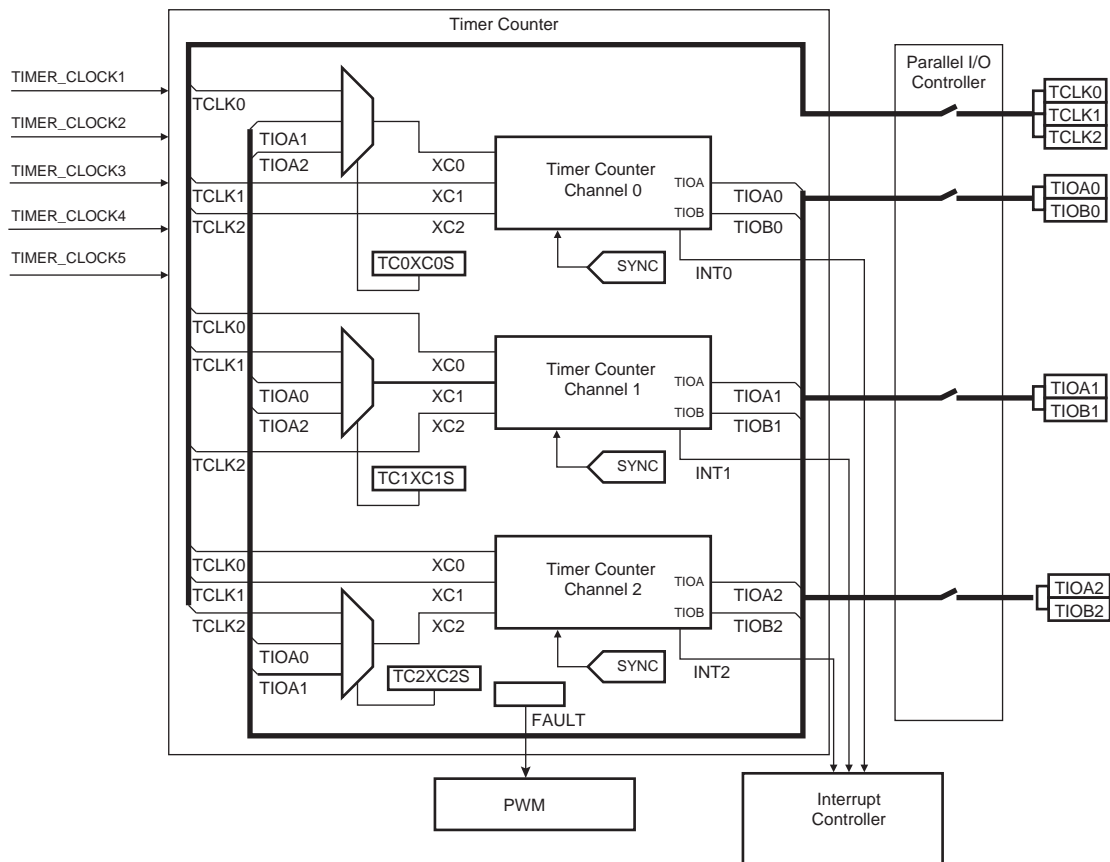 Timer Counter
Parallel I/O
Controller
TIMER_CLOCK1
TIMER_CLOCK2
TIMER_CLOCK3
TIMER_CLOCK4
TIMER_CLOCK5
TCLK0
TIOA1
TIOA2
TCLK1
TCLK2
XC0
XC1
XC2
TC0XC0S
Timer Counter
Channel 0
TIOA
TIOB
TIOA0
TIOB0
SYNC
INT0
TCLK0
TCLK1
TIOA0
TIOA2
TCLK2
XC0
XC1
XC2
TC1XC1S
Timer Counter
Channel 1
TIOA
TIOB
TIOA1
TIOB1
SYNC
INT1
TCLK0
TCLK1
TCLK2
TIOA0
TIOA1
XC0
XC1
XC2
TC2XC2S
Timer Counter
Channel 2
TIOA
TIOB
TIOA2
TIOB2
SYNC
INT2
FAULT
TCLK0
TCLK1
TCLK2
TIOA0
TIOB0
TIOA1
TIOB1
TIOA2
TIOB2
PWM
Interrupt
Controller